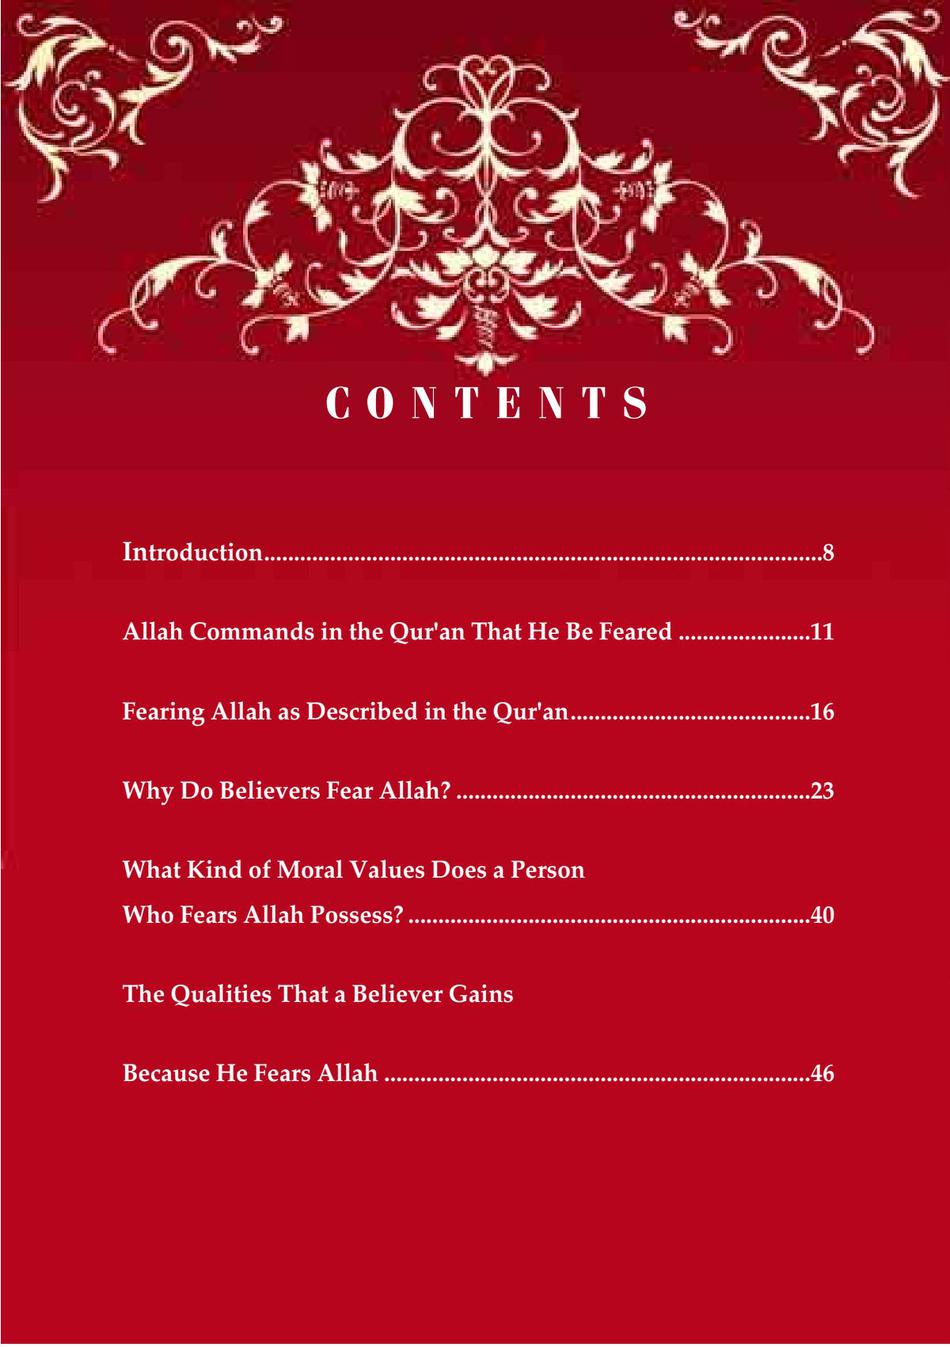 CONTENTS
Introduction.............................................................................................8
Allah Commands in the Qur'an That He Be Feared ......................11
Fearing Allah as Described in the Qur'an........................................16
Why Do Believers Fear Allah? ...........................................................23
What Kind of Moral Values Does a Person
Who Fears Allah Possess? ...................................................................40
The Qualities That a Believer Gains
Because He Fears Allah .......................................................................46